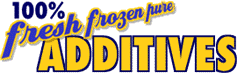 100%
fresh frozen pure
ADDITIVES